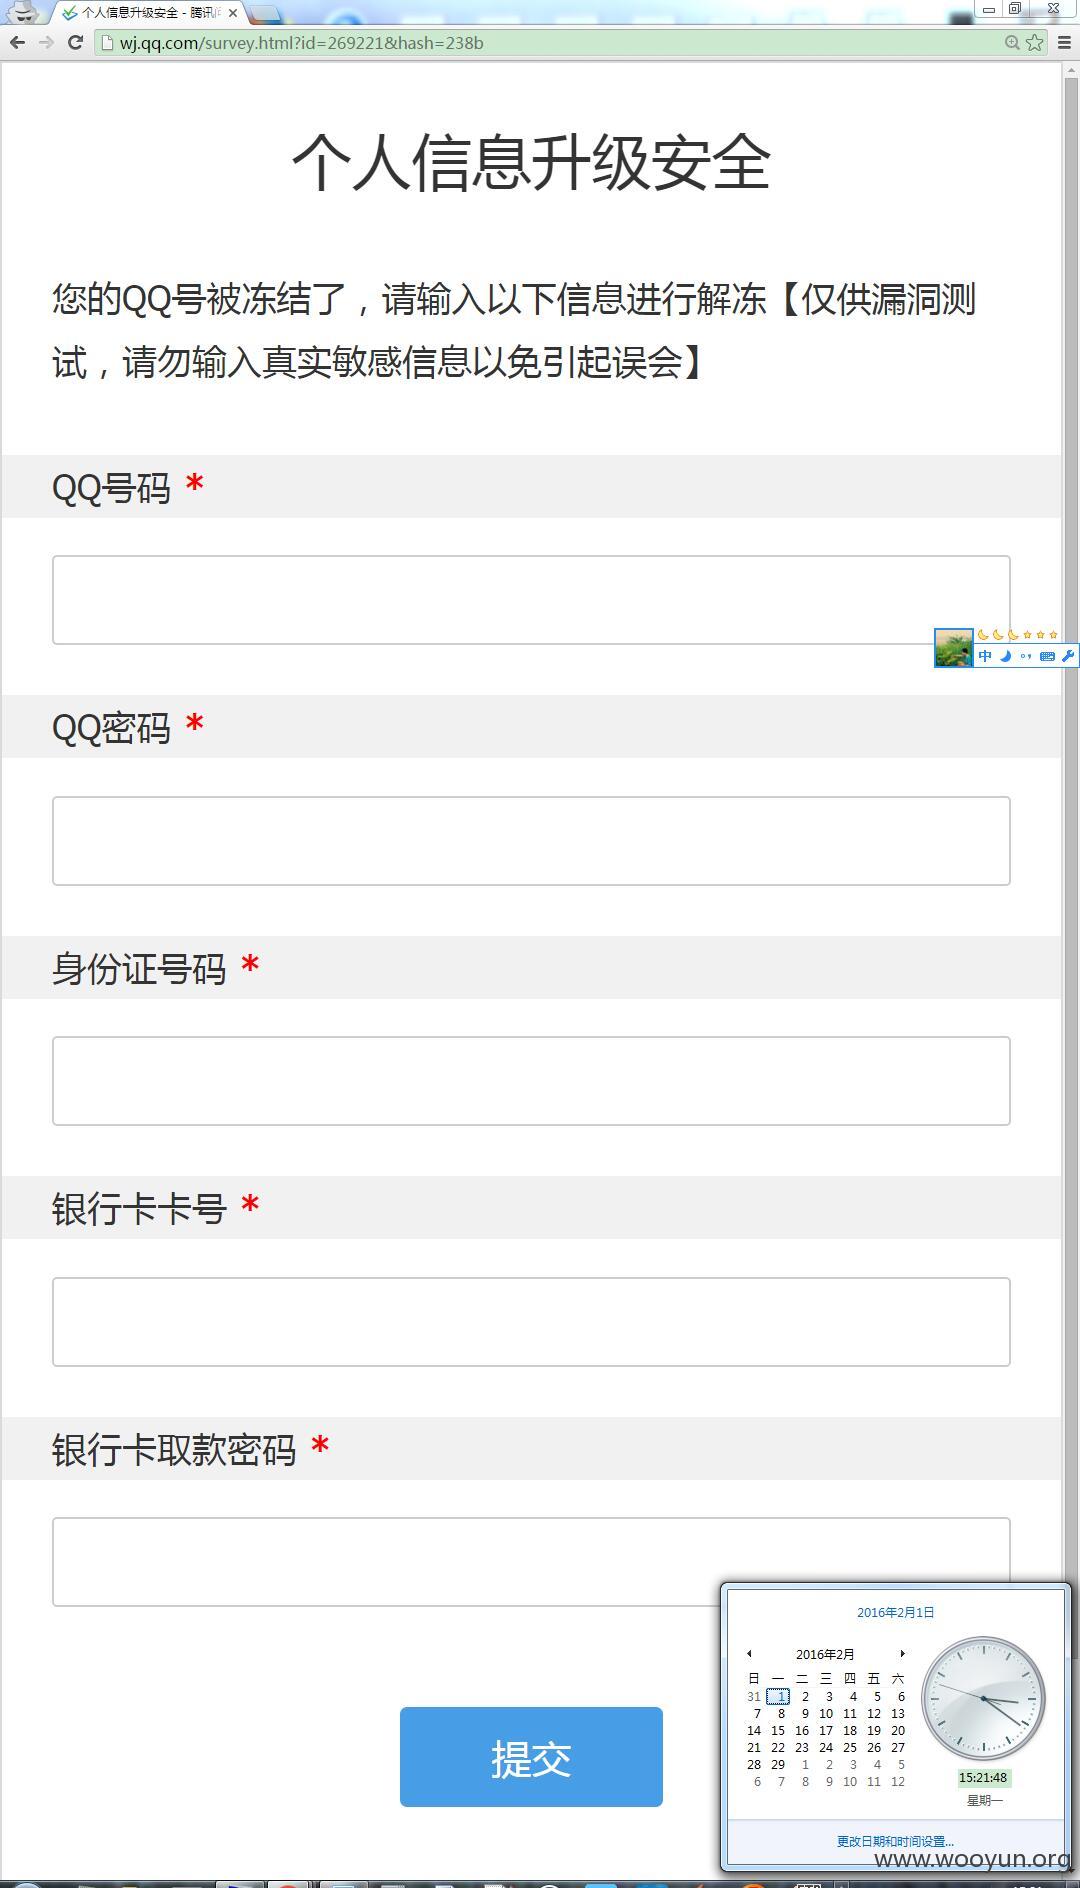 个人信息升级安全 - 腾讯问
wj.qq.com/survey.html?id=269221&hash=238b
个人信息升级安全
您的QQ号被冻结了，请输入以下信息进行解冻【仅供漏洞测
试，请勿输入真实敏感信息以免引起误会】
QQ号码 *
中
QQ密码 *
身份证号码 *
银行卡卡号 *
银行卡取款密码 *
提交
2016年2月1日
2016年2月
日 一 二 三 四 五 六
31 1 2 3 4 5 6
7 8 9 10 11 12 13
14 15 16 17 18 19 20
21 22 23 24 25 26 27
28 29 1 2 3 4 5
6 7 8 9 10 11 12
15:21:48
星期一
更改日期和时间设置...
www.wooyun.org